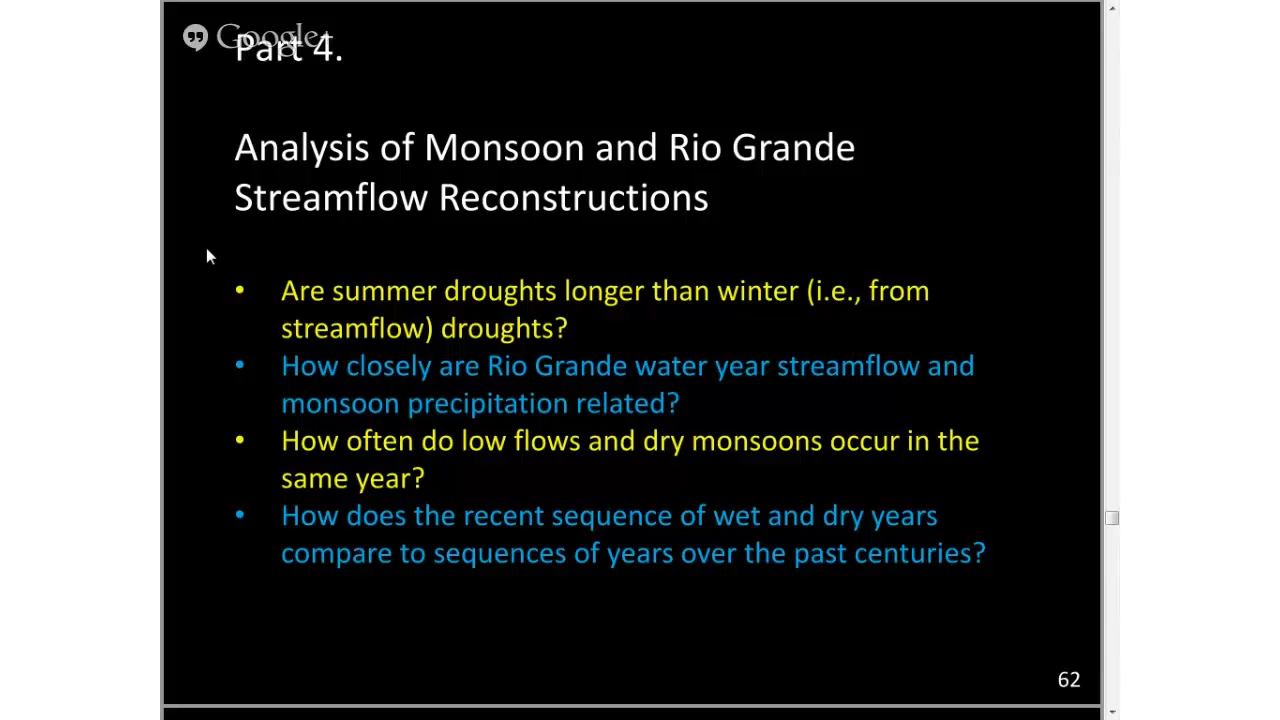 Google+
Part 4.
Analysis of Monsoon and Rio Grande
Streamflow Reconstructions
• Are summer droughts longer than winter (i.e., from
streamflow) droughts?
• How closely are Rio Grande water year streamflow and
monsoon precipitation related?
• How often do low flows and dry monsoons occur in the
same year?
• How does the recent sequence of wet and dry years
compare to sequences of years over the past centuries?
62